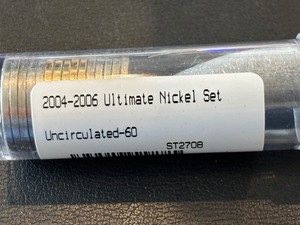 2004-2006 Ultimate Nickel Set
Uncirculated-60
ST2708